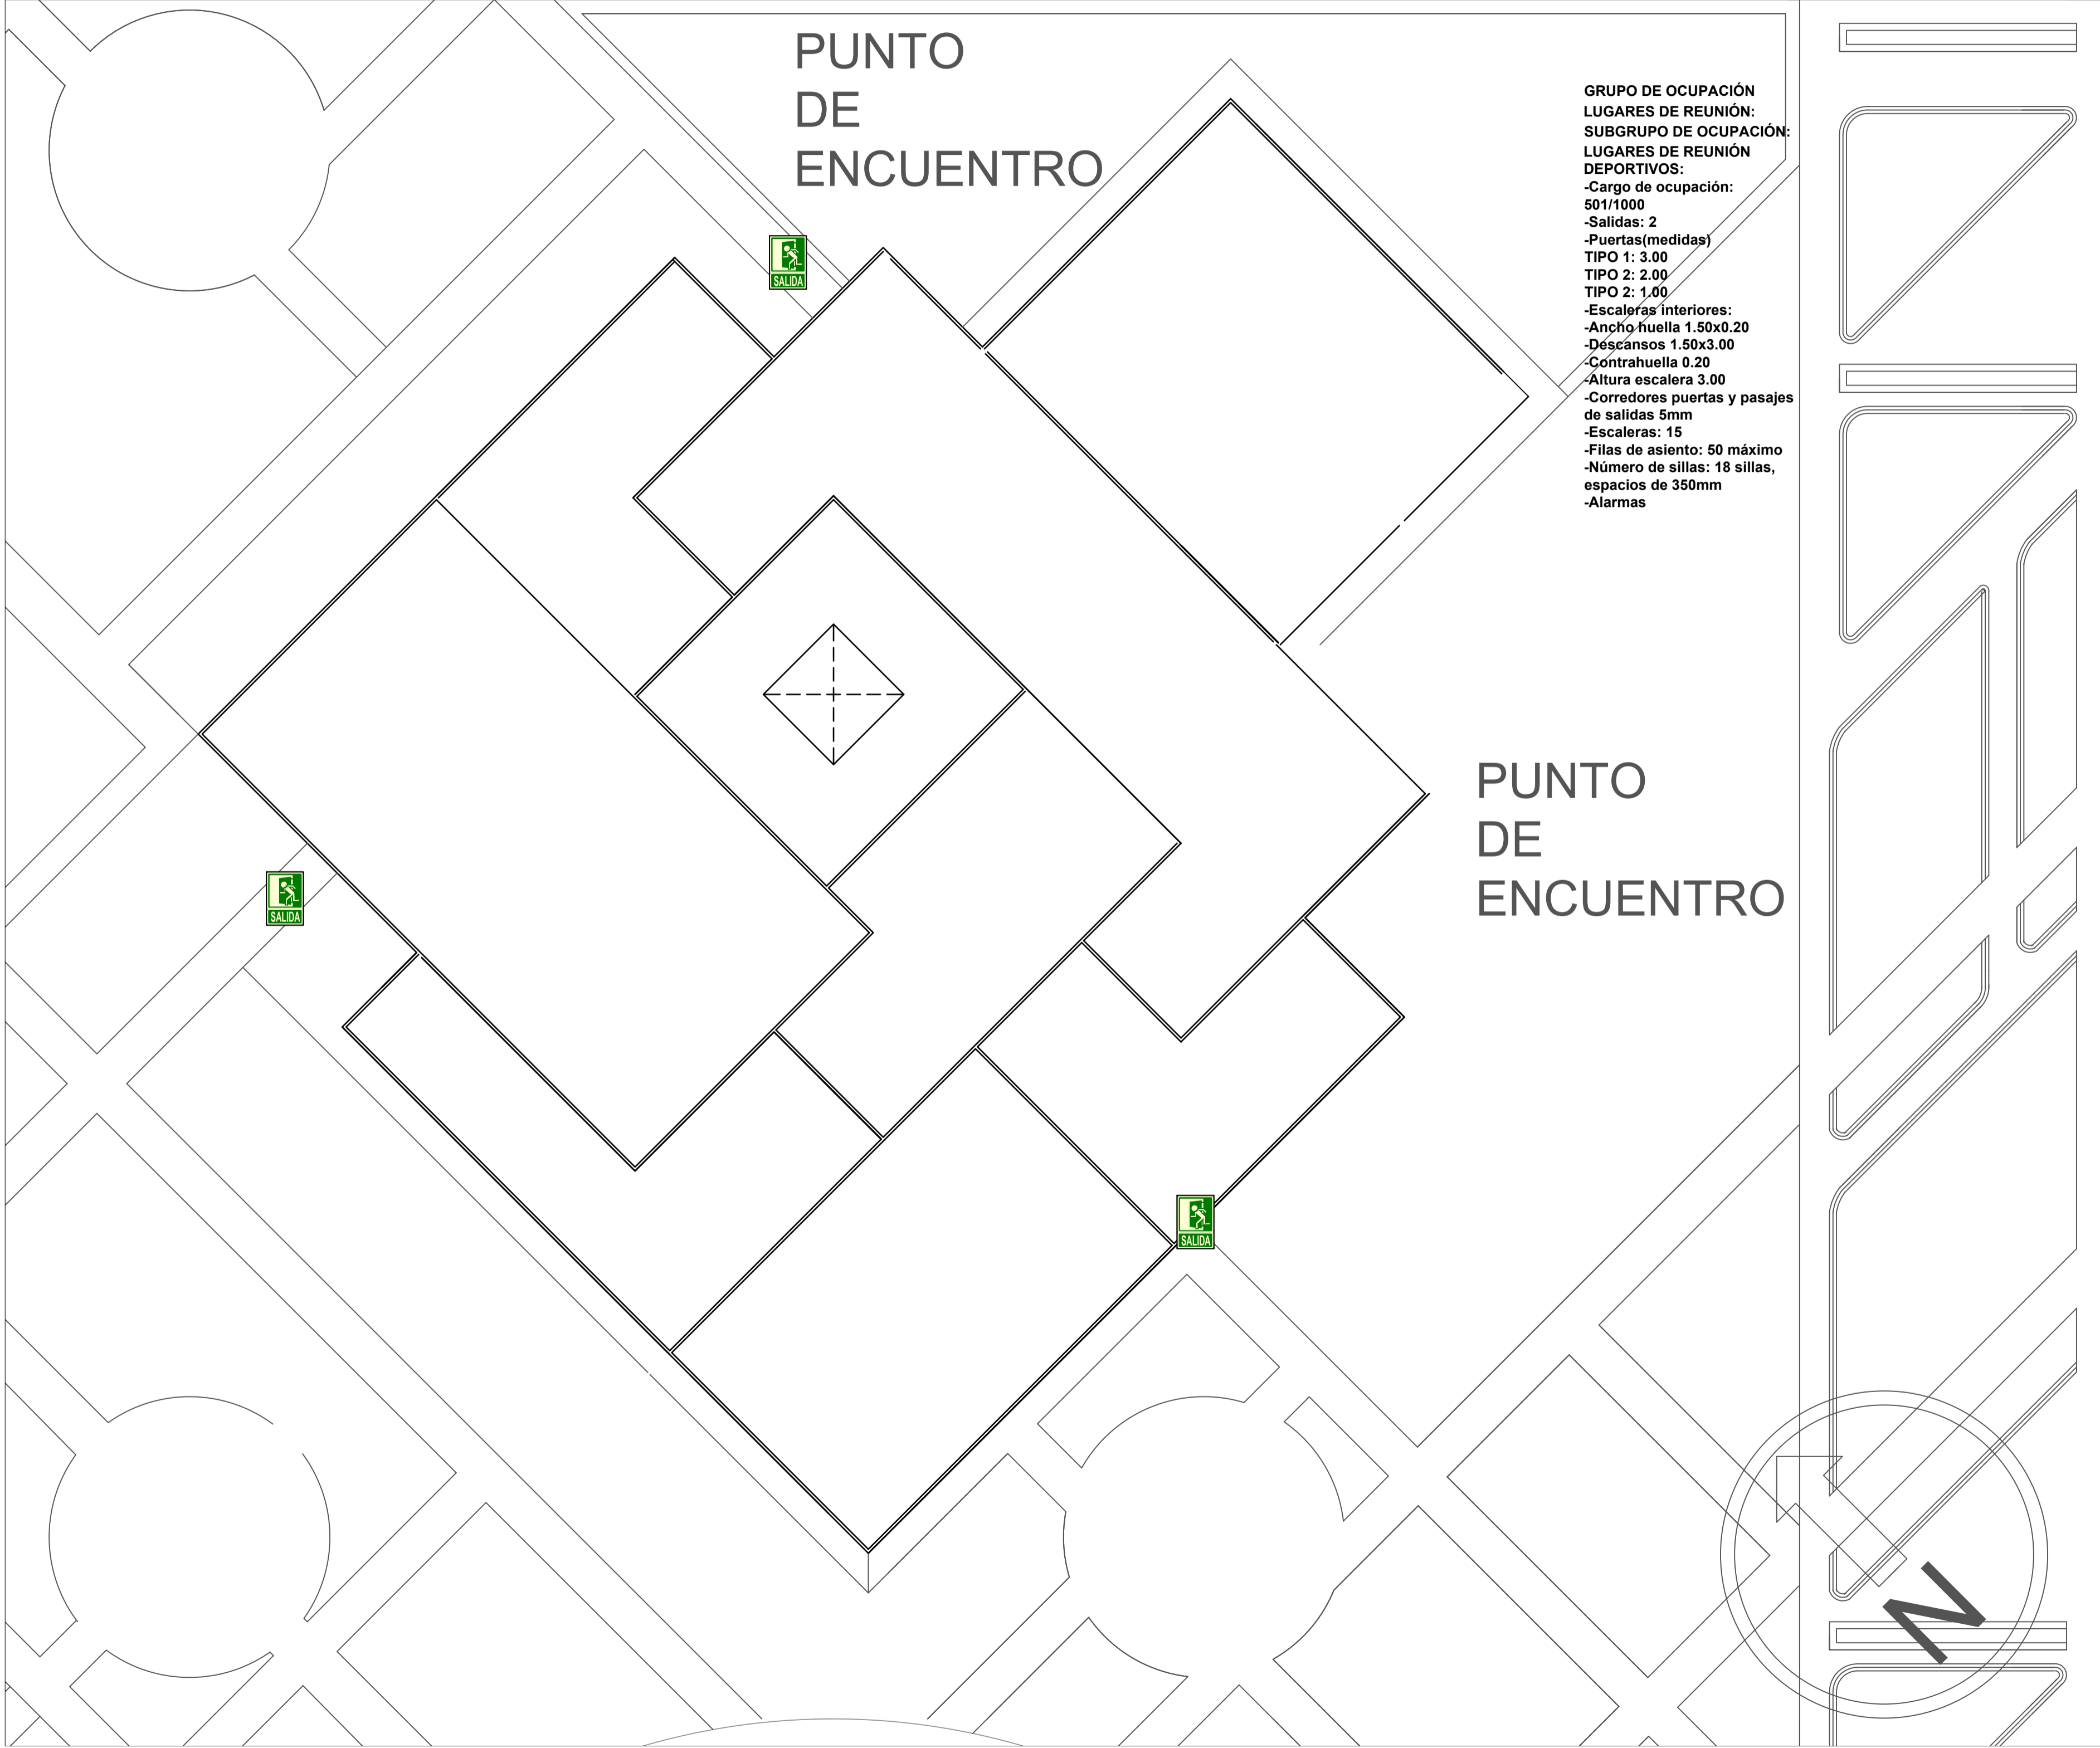 PUNTO
DE
ENCUENTRO
GRUPO DE OCUPACIÓN
LUGARES DE REUNIÓN:
SUBGRUPO DE OCUPACIÓN:
LUGARES DE REUNIÓN
DEPORTIVOS:
-Cargo de ocupación:
501/1000
-Salidas: 2
-Puertas(medidas)
TIPO 1: 3.00
TIPO 2: 2.00
TIPO 2: 1.00
-Escaleras interiores:
-Ancho huella 1.50x0.20
-Descansos 1.50x3.00
-Contrahuella 0.20
-Altura escalera 3.00
-Corredores puertas y pasajes
de salidas 5mm
-Escaleras: 15
-Filas de asiento: 50 máximo
-Número de sillas: 18 sillas,
espacios de 350mm
-Alarmas
SALIDA
PUNTO
DE
ENCUENTRO
SALIDA
SALIDA
N